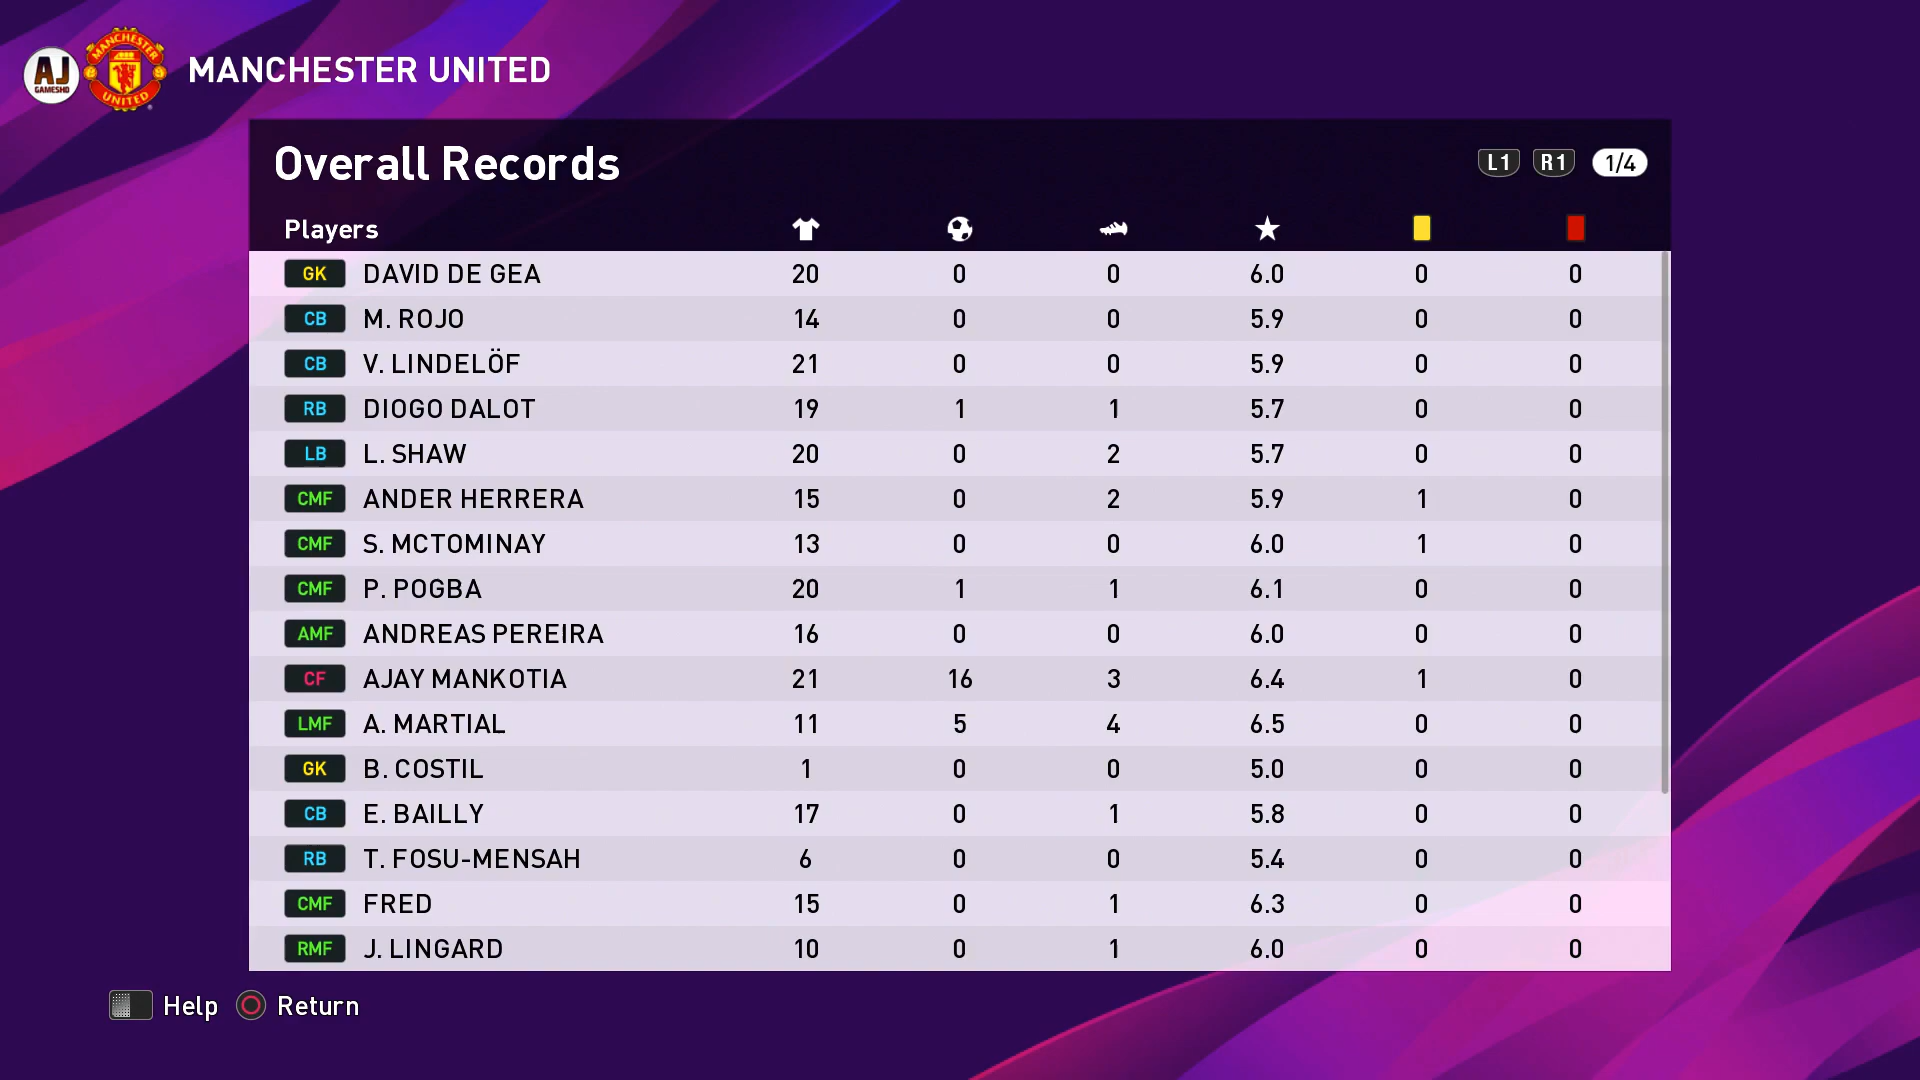 AJ
GAMESHD
MANCHESTER
UNITED
MANCHESTER UNITED
Overall Records
L1 R1 1/4
Players
GK DAVID DE GEA 20 0 0 6.0 0 0
CB M. ROJO 14 0 0 5.9 0 0
CB V. LINDELÖF 21 0 0 5.9 0 0
RB DIOGO DALOT 19 1 1 5.7 0 0
LB L. SHAW 20 0 2 5.7 0 0
CMF ANDER HERRERA 15 0 2 5.9 1 0
CMF S. MCTOMINAY 13 0 0 6.0 1 0
CMF P. POGBA 20 1 1 6.1 0 0
AMF ANDREAS PEREIRA 16 0 0 6.0 0 0
CF AJAY MANKOTIA 21 16 3 6.4 1 0
LMF A. MARTIAL 11 5 4 6.5 0 0
GK B. COSTIL 1 0 0 5.0 0 0
CB E. BAILLY 17 0 1 5.8 0 0
RB T. FOSU-MENSAH 6 0 0 5.4 0 0
CMF FRED 15 0 1 6.3 0 0
RMF J. LINGARD 10 0 1 6.0 0 0
Help Return